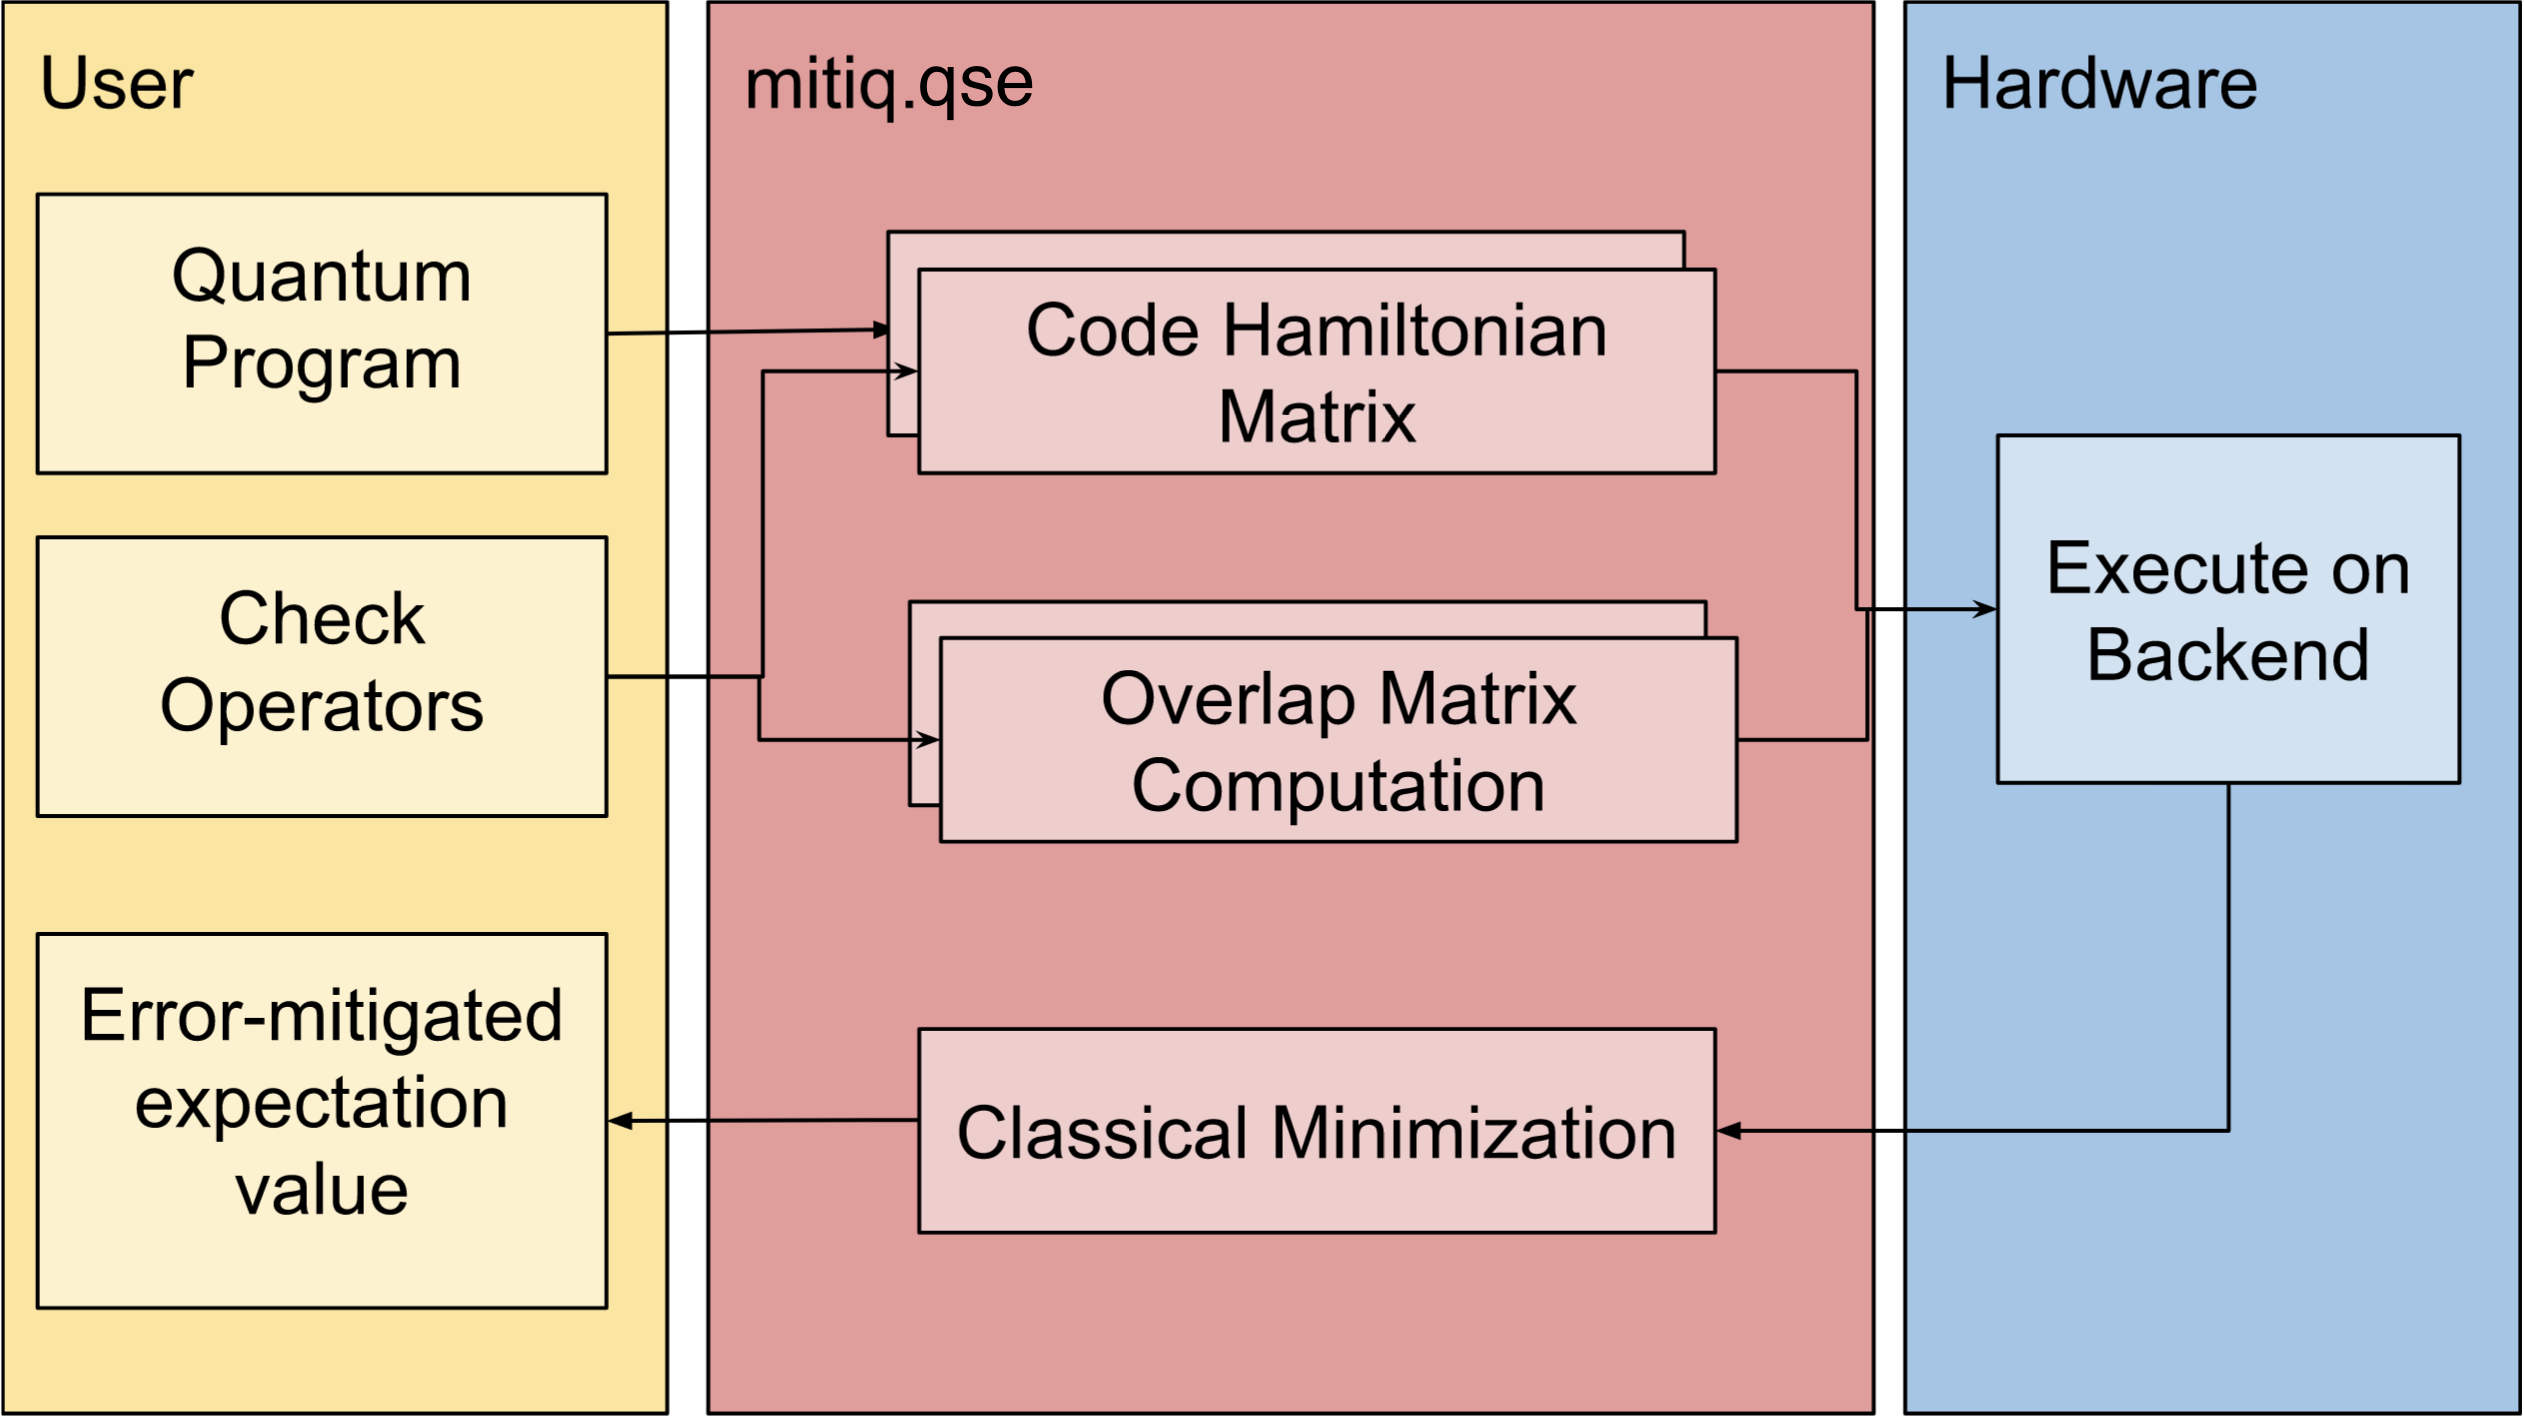 User
Quantum
Program
Check
Operators
Error-mitigated
expectation
value
mitiq.qse
Code Hamiltonian
Matrix
Overlap Matrix
Computation
Classical Minimization
Hardware
Execute on
Backend